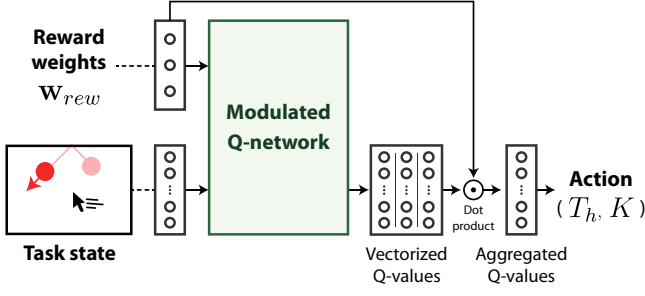 Reward
weights
w_rew
Task state
Modulated
Q-network
Vectorized
Q-values
Dot
product
Aggregated
Q-values
Action
( T_h, K )